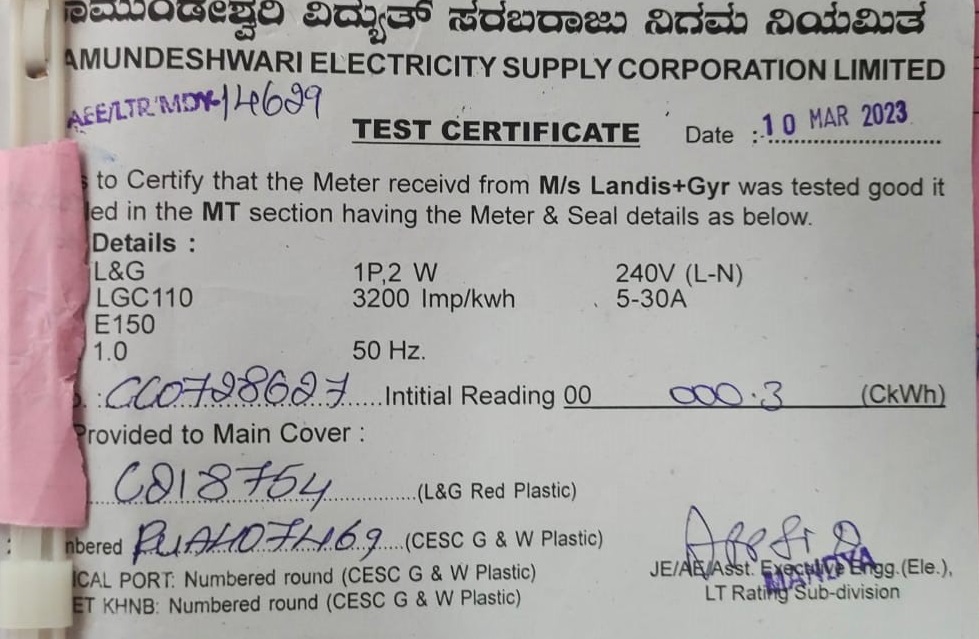 ಾಮುಂಡೇಶ್ವರಿ ವಿದ್ಯುತ್ ಸರಬರಾಜು ನಿಗಮ ನಿಯಮಿತ
AMUNDESHWARI ELECTRICITY SUPPLY CORPORATION LIMITED
AEE/LTR/MDY-14629
TEST CERTIFICATE Date : 10 MAR 2023
s to Certify that the Meter receivd from M/s Landis+Gyr was tested good it
led in the MT section having the Meter & Seal details as below.
Details :
L&G 1P,2 W 240V (L-N)
LGC110 3200 Imp/kwh 5-30A
E150
1.0 50 Hz.
. : CC0728627 Intitial Reading 00 000.3 (CkWh)
Provided to Main Cover :
(L&G Red Plastic)
nbered (CESC G & W Plastic)
ICAL PORT: Numbered round (CESC G & W Plastic) JE/AE/Asst. Executive Engg.(Ele.),
MANDYA
ET KHNB: Numbered round (CESC G & W Plastic) LT Rating Sub-division